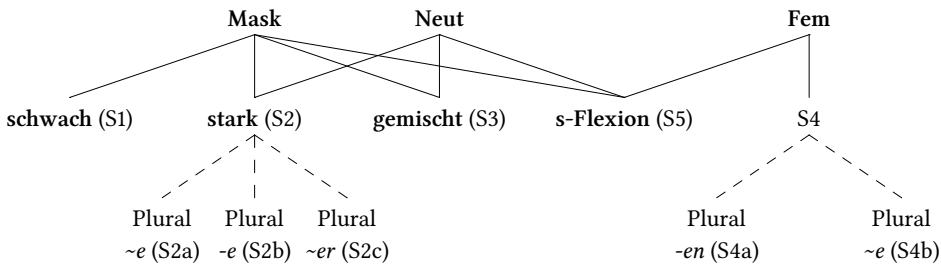 Mask Neut Fem
schwach (S1) stark (S2) gemischt (S3) s-Flexion (S5) S4
Plural Plural Plural Plural Plural
~e (S2a) -e (S2b) ~er (S2c) -en (S4a) ~e (S4b)